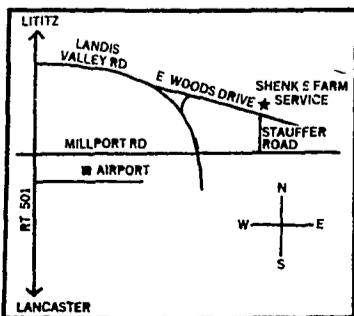 LITITZ
LANDIS
VALLEY RD
E WOODS DRIVE
SHENK'S FARM
SERVICE
STAUFFER
ROAD
MILLPORT RD
AIRPORT
RT 501
N
W E
S
LANCASTER